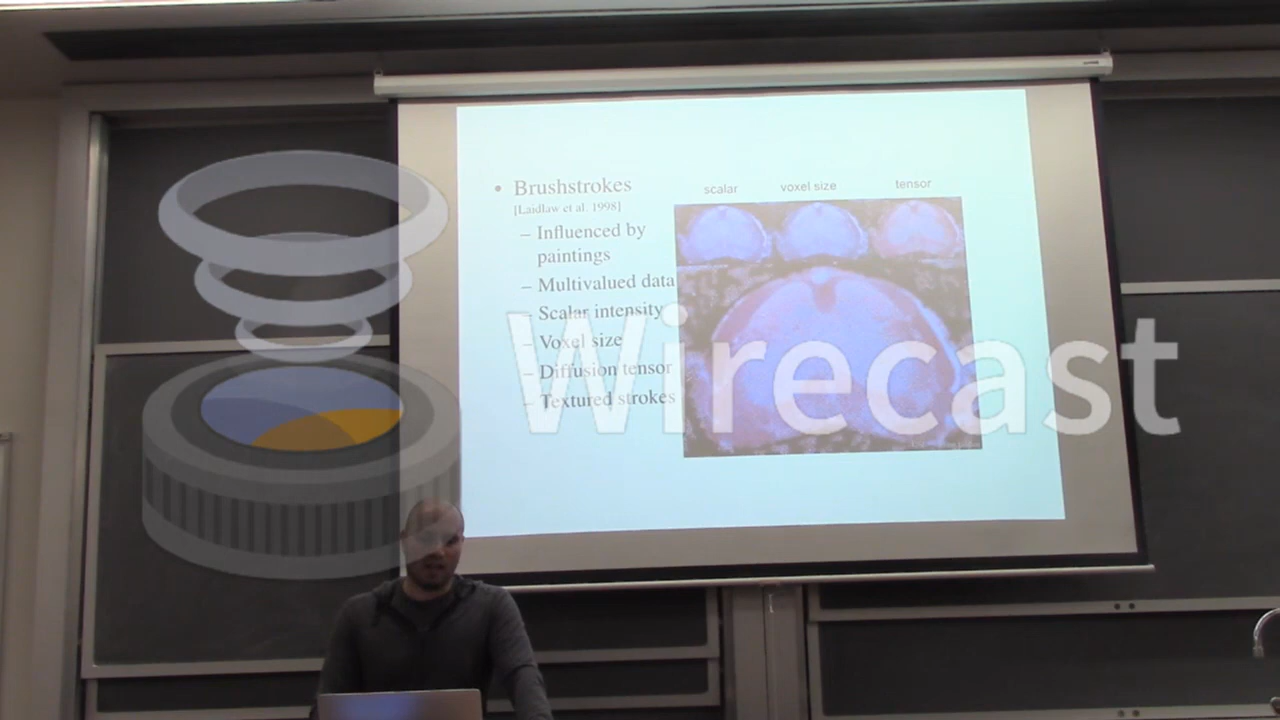 • Brushstrokes
[Laidlaw et al. 1998]
– Influenced by
paintings
– Multivalued data
– Scalar intensity
– Voxel size
– Diffusion tensor
– Textured strokes
scalar voxel size tensor
Wirecast